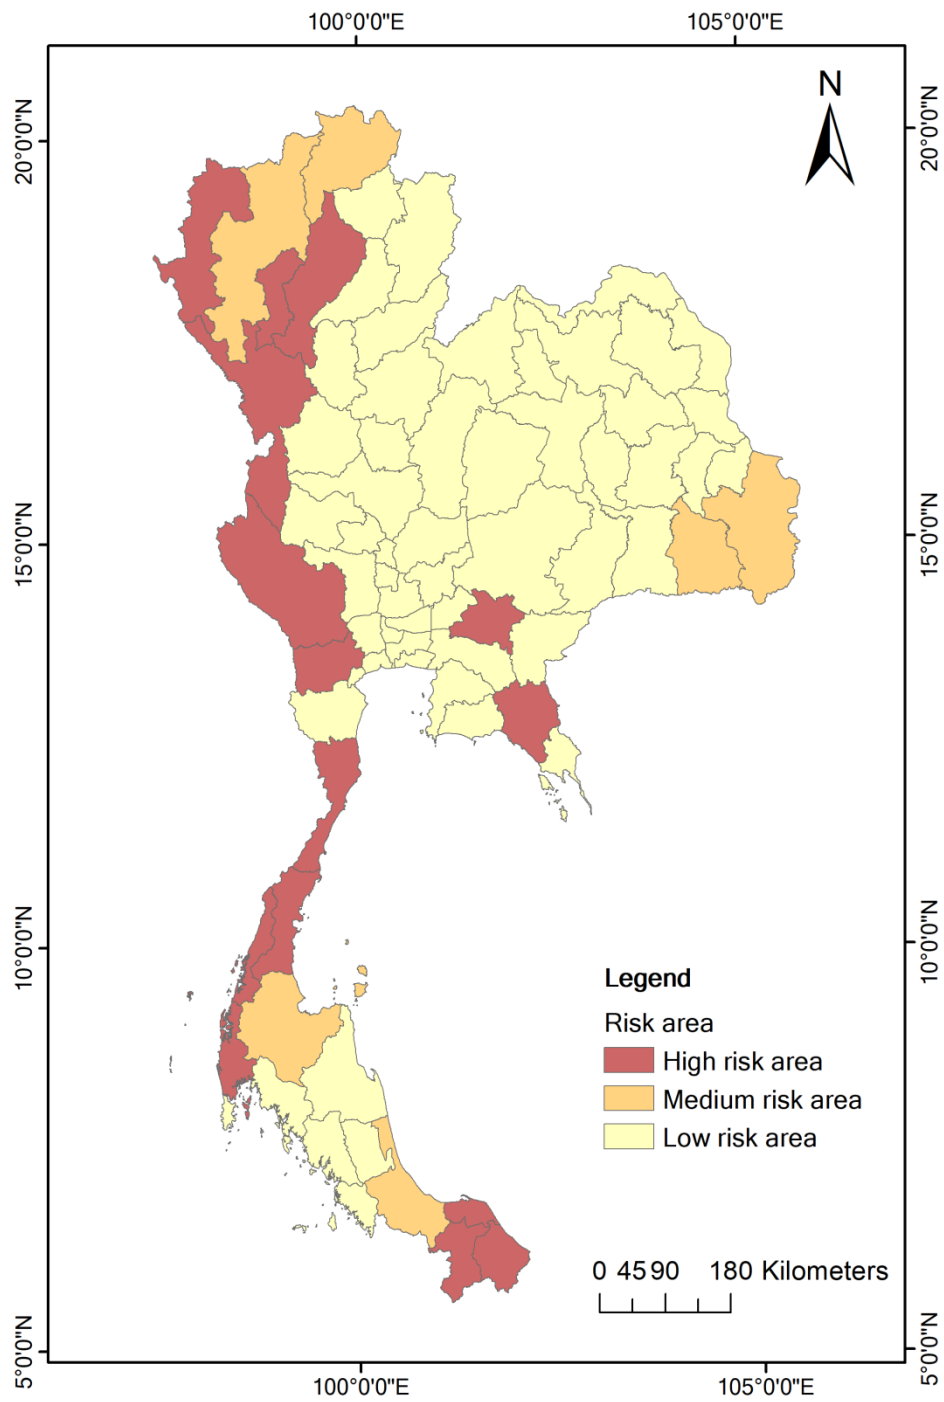 100°0'0"E 105°0'0"E
N
20°0'0"N 20°0'0"N
15°0'0"N 15°0'0"N
10°0'0"N 10°0'0"N
Legend
Risk area
High risk area
Medium risk area
Low risk area
0 45 90 180 Kilometers
5°0'0"N 5°0'0"N
100°0'0"E 105°0'0"E